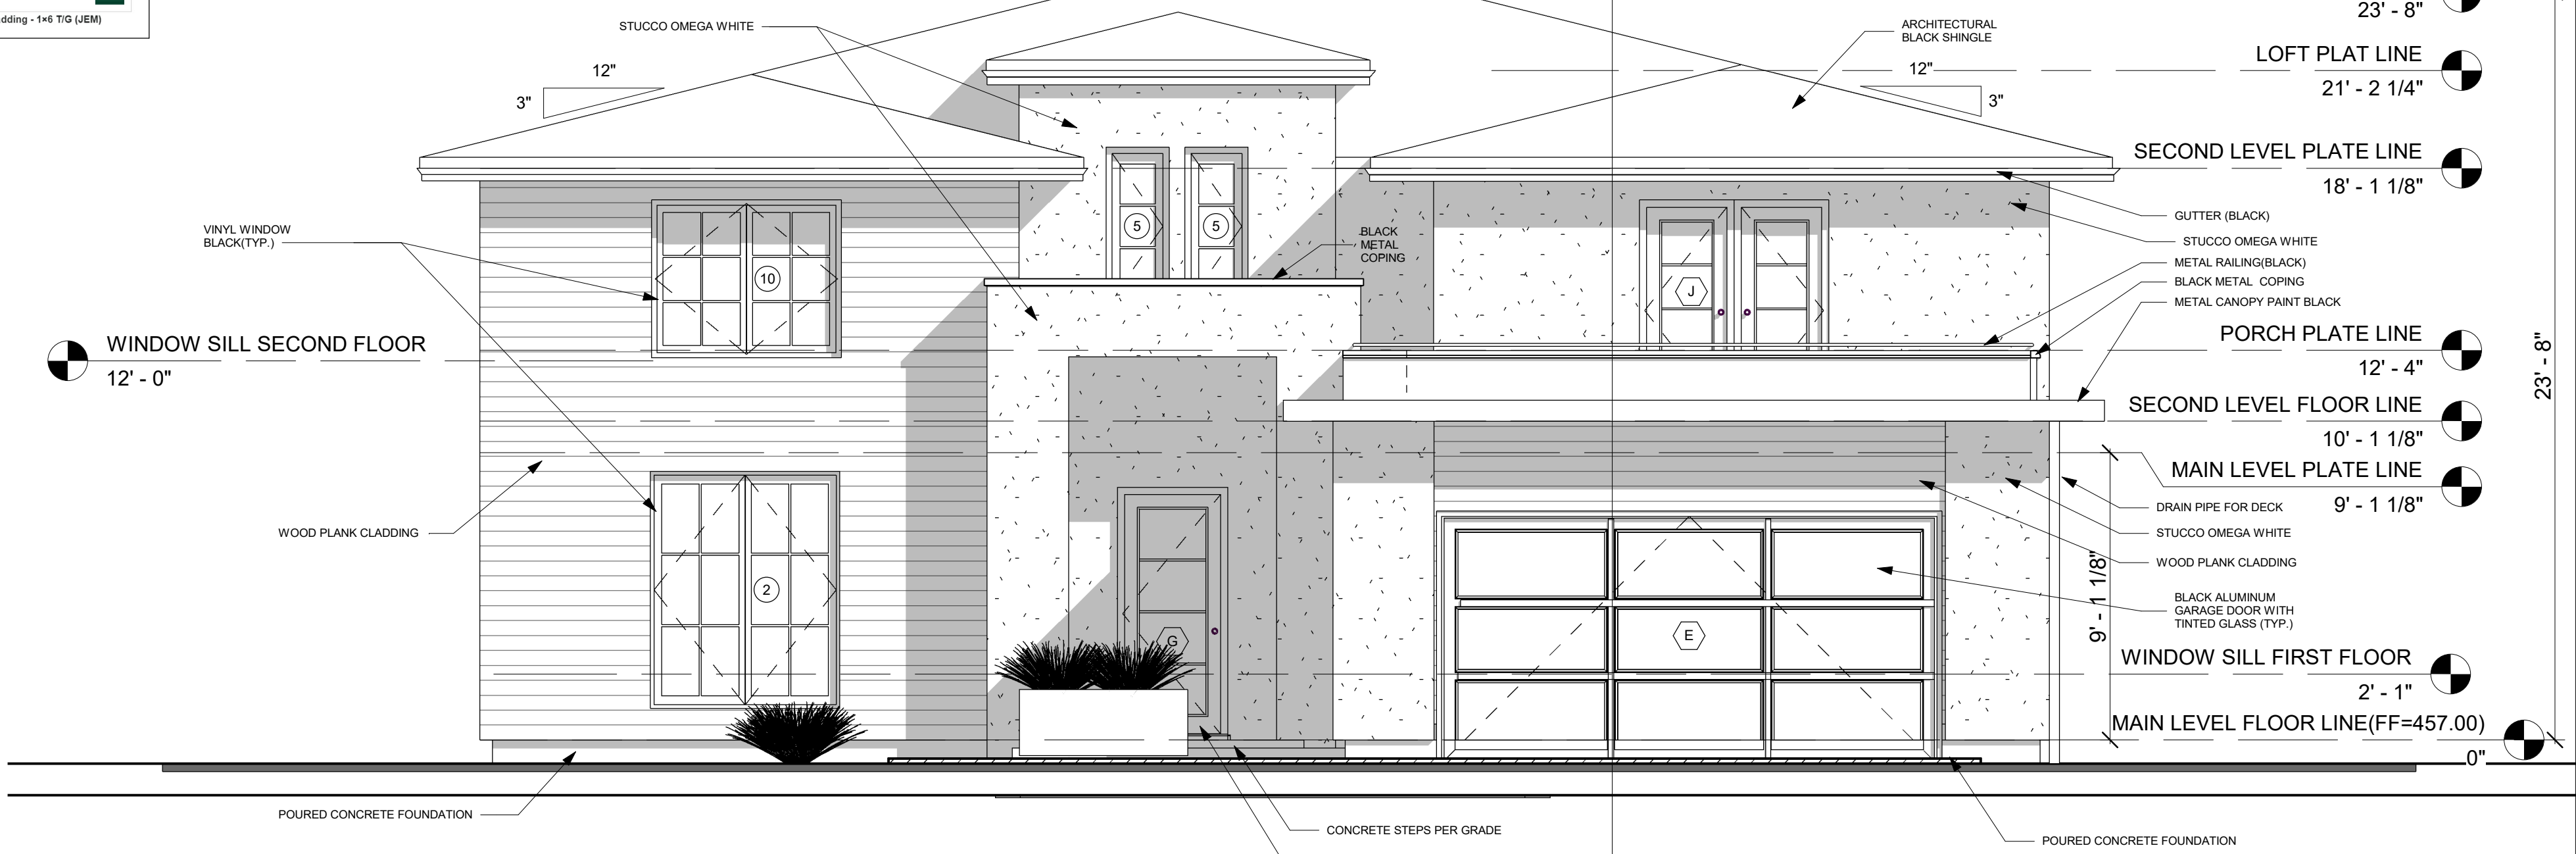 dding - 1×6 T/G (JEM)
STUCCO OMEGA WHITE
12"
3"
ARCHITECTURAL
BLACK SHINGLE
12"
3"
23' - 8"
LOFT PLAT LINE
21' - 2 1/4"
SECOND LEVEL PLATE LINE
18' - 1 1/8"
VINYL WINDOW
BLACK(TYP.)
5
5
10
BLACK
METAL
COPING
J
GUTTER (BLACK)
STUCCO OMEGA WHITE
METAL RAILING(BLACK)
BLACK METAL COPING
METAL CANOPY PAINT BLACK
WINDOW SILL SECOND FLOOR
12' - 0"
PORCH PLATE LINE
12' - 4"
23' - 8"
SECOND LEVEL FLOOR LINE
10' - 1 1/8"
MAIN LEVEL PLATE LINE
9' - 1 1/8"
WOOD PLANK CLADDING
2
G
E
DRAIN PIPE FOR DECK
STUCCO OMEGA WHITE
WOOD PLANK CLADDING
9' - 1 1/8"
BLACK ALUMINUM
GARAGE DOOR WITH
TINTED GLASS (TYP.)
WINDOW SILL FIRST FLOOR
2' - 1"
MAIN LEVEL FLOOR LINE(FF=457.00)
0"
POURED CONCRETE FOUNDATION
CONCRETE STEPS PER GRADE
POURED CONCRETE FOUNDATION